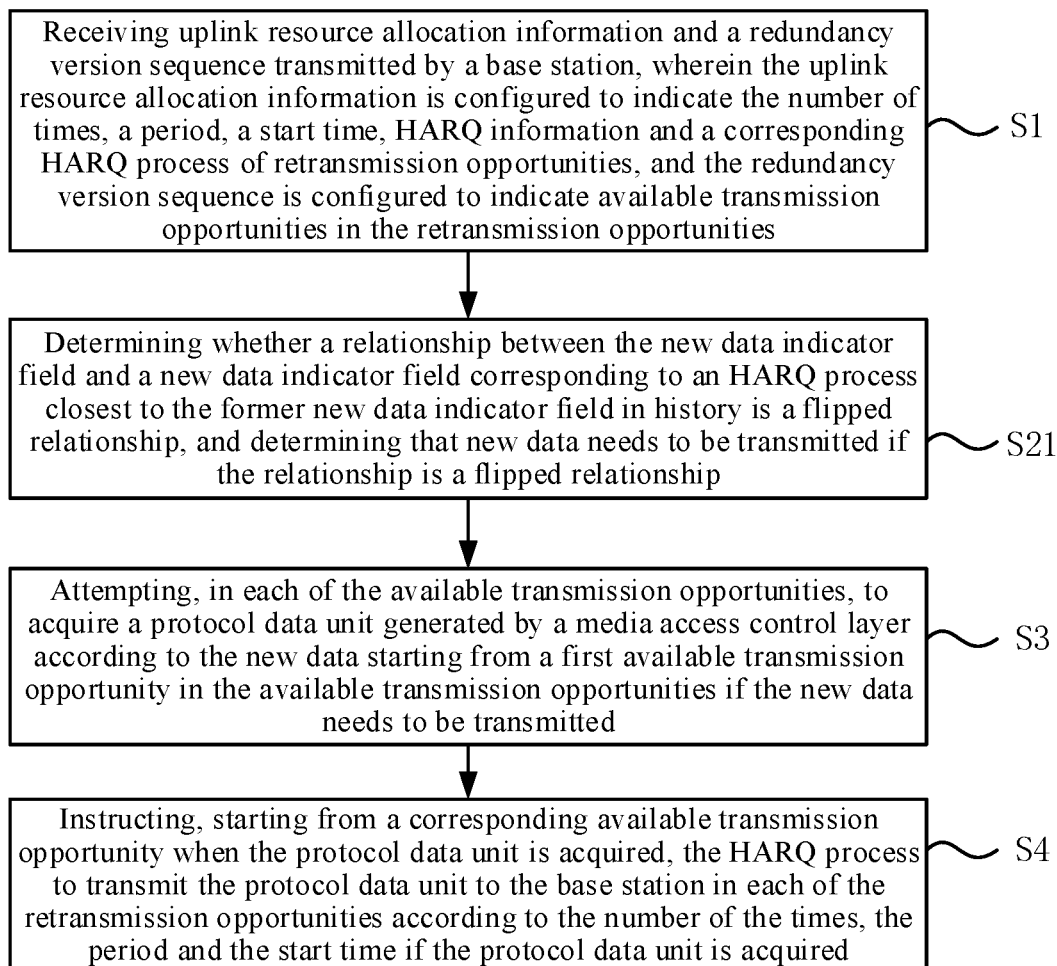 Receiving uplink resource allocation information and a redundancy
version sequence transmitted by a base station, wherein the uplink
resource allocation information is configured to indicate the number of
times, a period, a start time, HARQ information and a corresponding
HARQ process of retransmission opportunities, and the redundancy
version sequence is configured to indicate available transmission
opportunities in the retransmission opportunities
S1
Determining whether a relationship between the new data indicator
field and a new data indicator field corresponding to an HARQ process
closest to the former new data indicator field in history is a flipped
relationship, and determining that new data needs to be transmitted if
the relationship is a flipped relationship
S21
Attempting, in each of the available transmission opportunities, to
acquire a protocol data unit generated by a media access control layer
according to the new data starting from a first available transmission
opportunity in the available transmission opportunities if the new data
needs to be transmitted
S3
Instructing, starting from a corresponding available transmission
opportunity when the protocol data unit is acquired, the HARQ process
to transmit the protocol data unit to the base station in each of the
retransmission opportunities according to the number of the times, the
period and the start time if the protocol data unit is acquired
S4